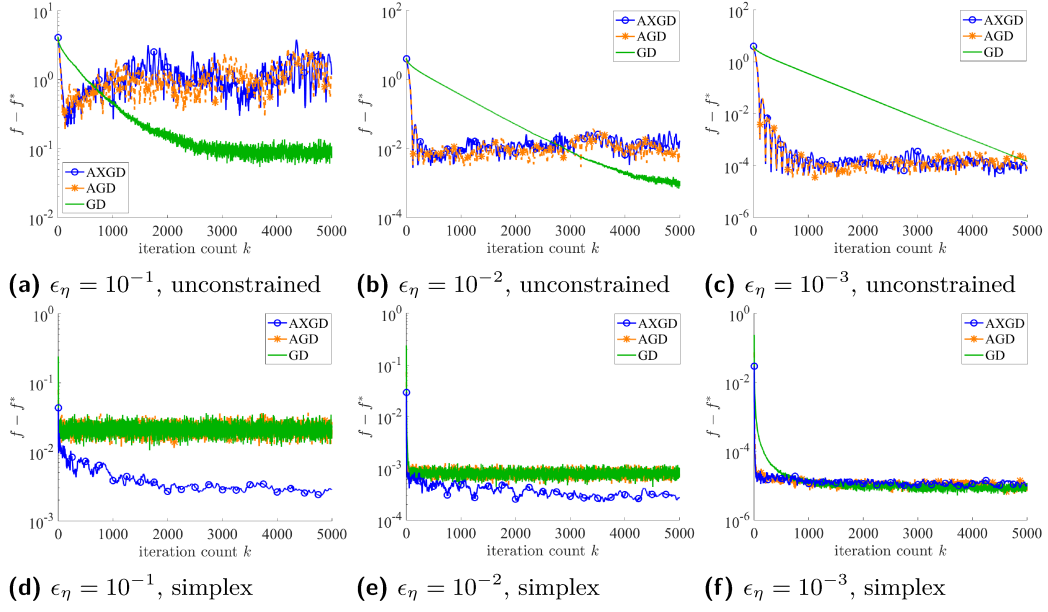 10^1
10^0
10^{-1}
10^{-2}
f − f*
AXGD
AGD
GD
0 1000 2000 3000 4000 5000
iteration count k
(a) ϵ_η = 10^{−1}, unconstrained
10^2
10^0
10^{-2}
10^{-4}
f − f*
AXGD
AGD
GD
0 1000 2000 3000 4000 5000
iteration count k
(b) ϵ_η = 10^{−2}, unconstrained
10^2
10^0
10^{-2}
10^{-4}
10^{-6}
f − f*
AXGD
AGD
GD
0 1000 2000 3000 4000 5000
iteration count k
(c) ϵ_η = 10^{−3}, unconstrained
10^0
10^{-1}
10^{-2}
10^{-3}
f − f*
AXGD
AGD
GD
0 1000 2000 3000 4000 5000
iteration count k
(d) ϵ_η = 10^{−1}, simplex
10^0
10^{-1}
10^{-2}
10^{-3}
10^{-4}
f − f*
AXGD
AGD
GD
0 1000 2000 3000 4000 5000
iteration count k
(e) ϵ_η = 10^{−2}, simplex
10^0
10^{-2}
10^{-4}
10^{-6}
f − f*
AXGD
AGD
GD
0 1000 2000 3000 4000 5000
iteration count k
(f) ϵ_η = 10^{−3}, simplex